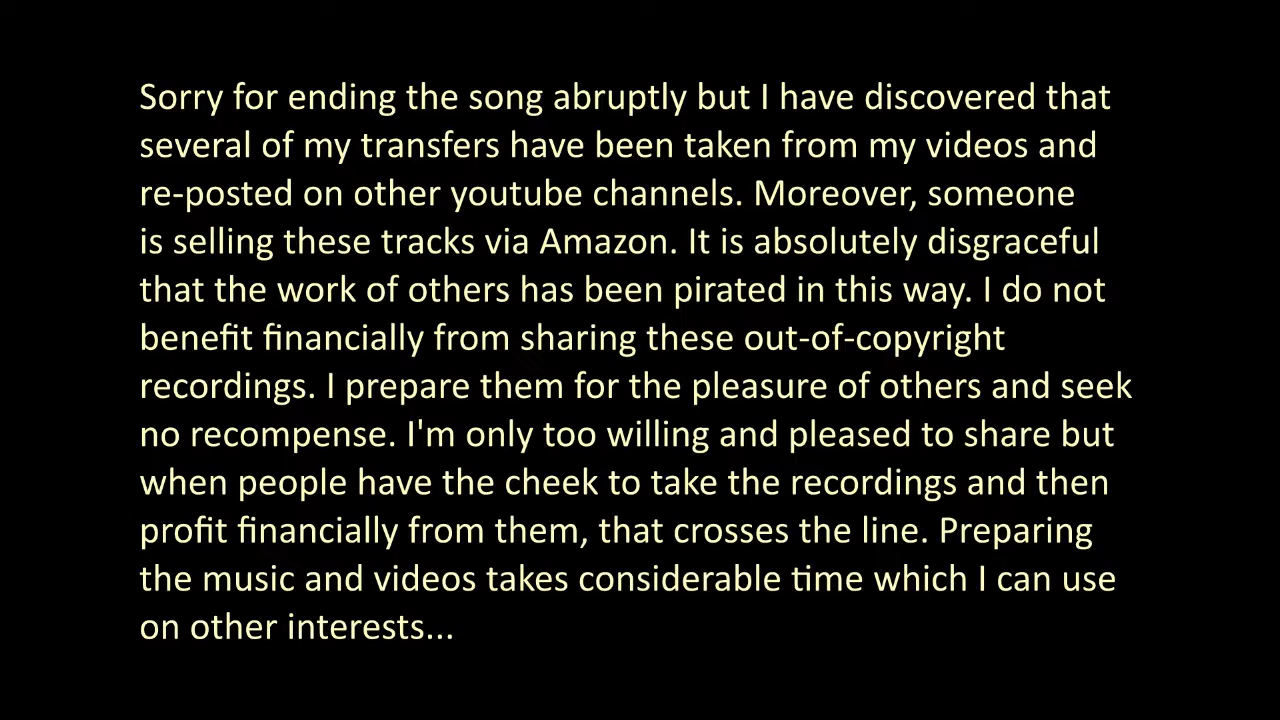 Sorry for ending the song abruptly but I have discovered that
several of my transfers have been taken from my videos and
re-posted on other youtube channels. Moreover, someone
is selling these tracks via Amazon. It is absolutely disgraceful
that the work of others has been pirated in this way. I do not
benefit financially from sharing these out-of-copyright
recordings. I prepare them for the pleasure of others and seek
no recompense. I'm only too willing and pleased to share but
when people have the cheek to take the recordings and then
profit financially from them, that crosses the line. Preparing
the music and videos takes considerable time which I can use
on other interests...